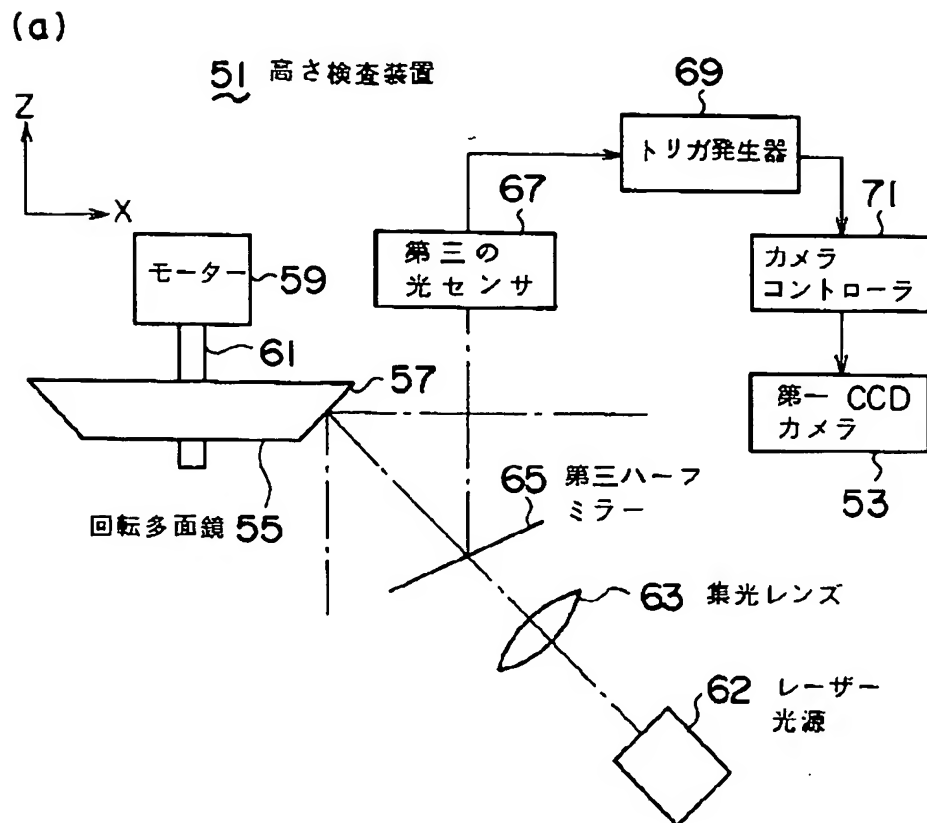 (a)
51 高さ検査装置
Z
X
69
トリガ発生器
67
第三の
光センサ
71
カメラ
コントローラ
モーター 59
61
57
第一 CCD
カメラ
53
回転多面鏡 55
65 第三ハーフ
ミラー
63 集光レンズ
62 レーザー
光源